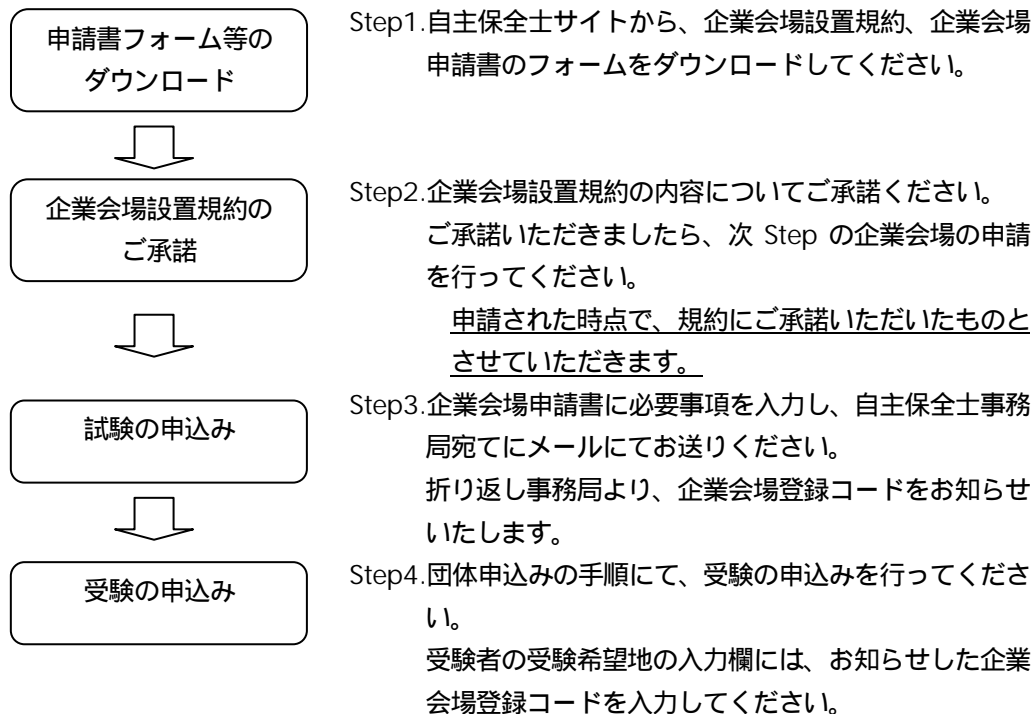 申請書フォーム等の
ダウンロード
Step1.自主保全士サイトから、企業会場設置規約、企業会場
申請書のフォームをダウンロードしてください。
企業会場設置規約の
ご承諾
Step2.企業会場設置規約の内容についてご承諾ください。
ご承諾いただきましたら、次 Step の企業会場の申請
を行ってください。
申請された時点で、規約にご承諾いただいたものと
させていただきます。
試験の申込み
Step3.企業会場申請書に必要事項を入力し、自主保全士事務
局宛てにメールにてお送りください。
折り返し事務局より、企業会場登録コードをお知らせ
いたします。
受験の申込み
Step4.団体申込みの手順にて、受験の申込みを行ってくださ
い。
受験者の受験希望地の入力欄には、お知らせした企業
会場登録コードを入力してください。